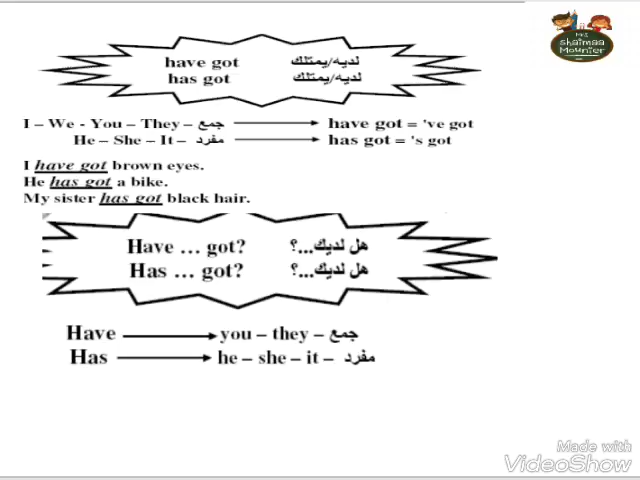 Mrs
shaimaa
Mounier
have got لديه/يمتلك
has got لديه/يمتلك
I – We - You – They – جمع have got = 've got
He – She – It – مفرد has got = 's got
I have got brown eyes.
He has got a bike.
My sister has got black hair.
Have … got? هل لديك...؟
Has … got? هل لديك...؟
Have you – they – جمع
Has he – she – it – مفرد
Made with
VideoShow